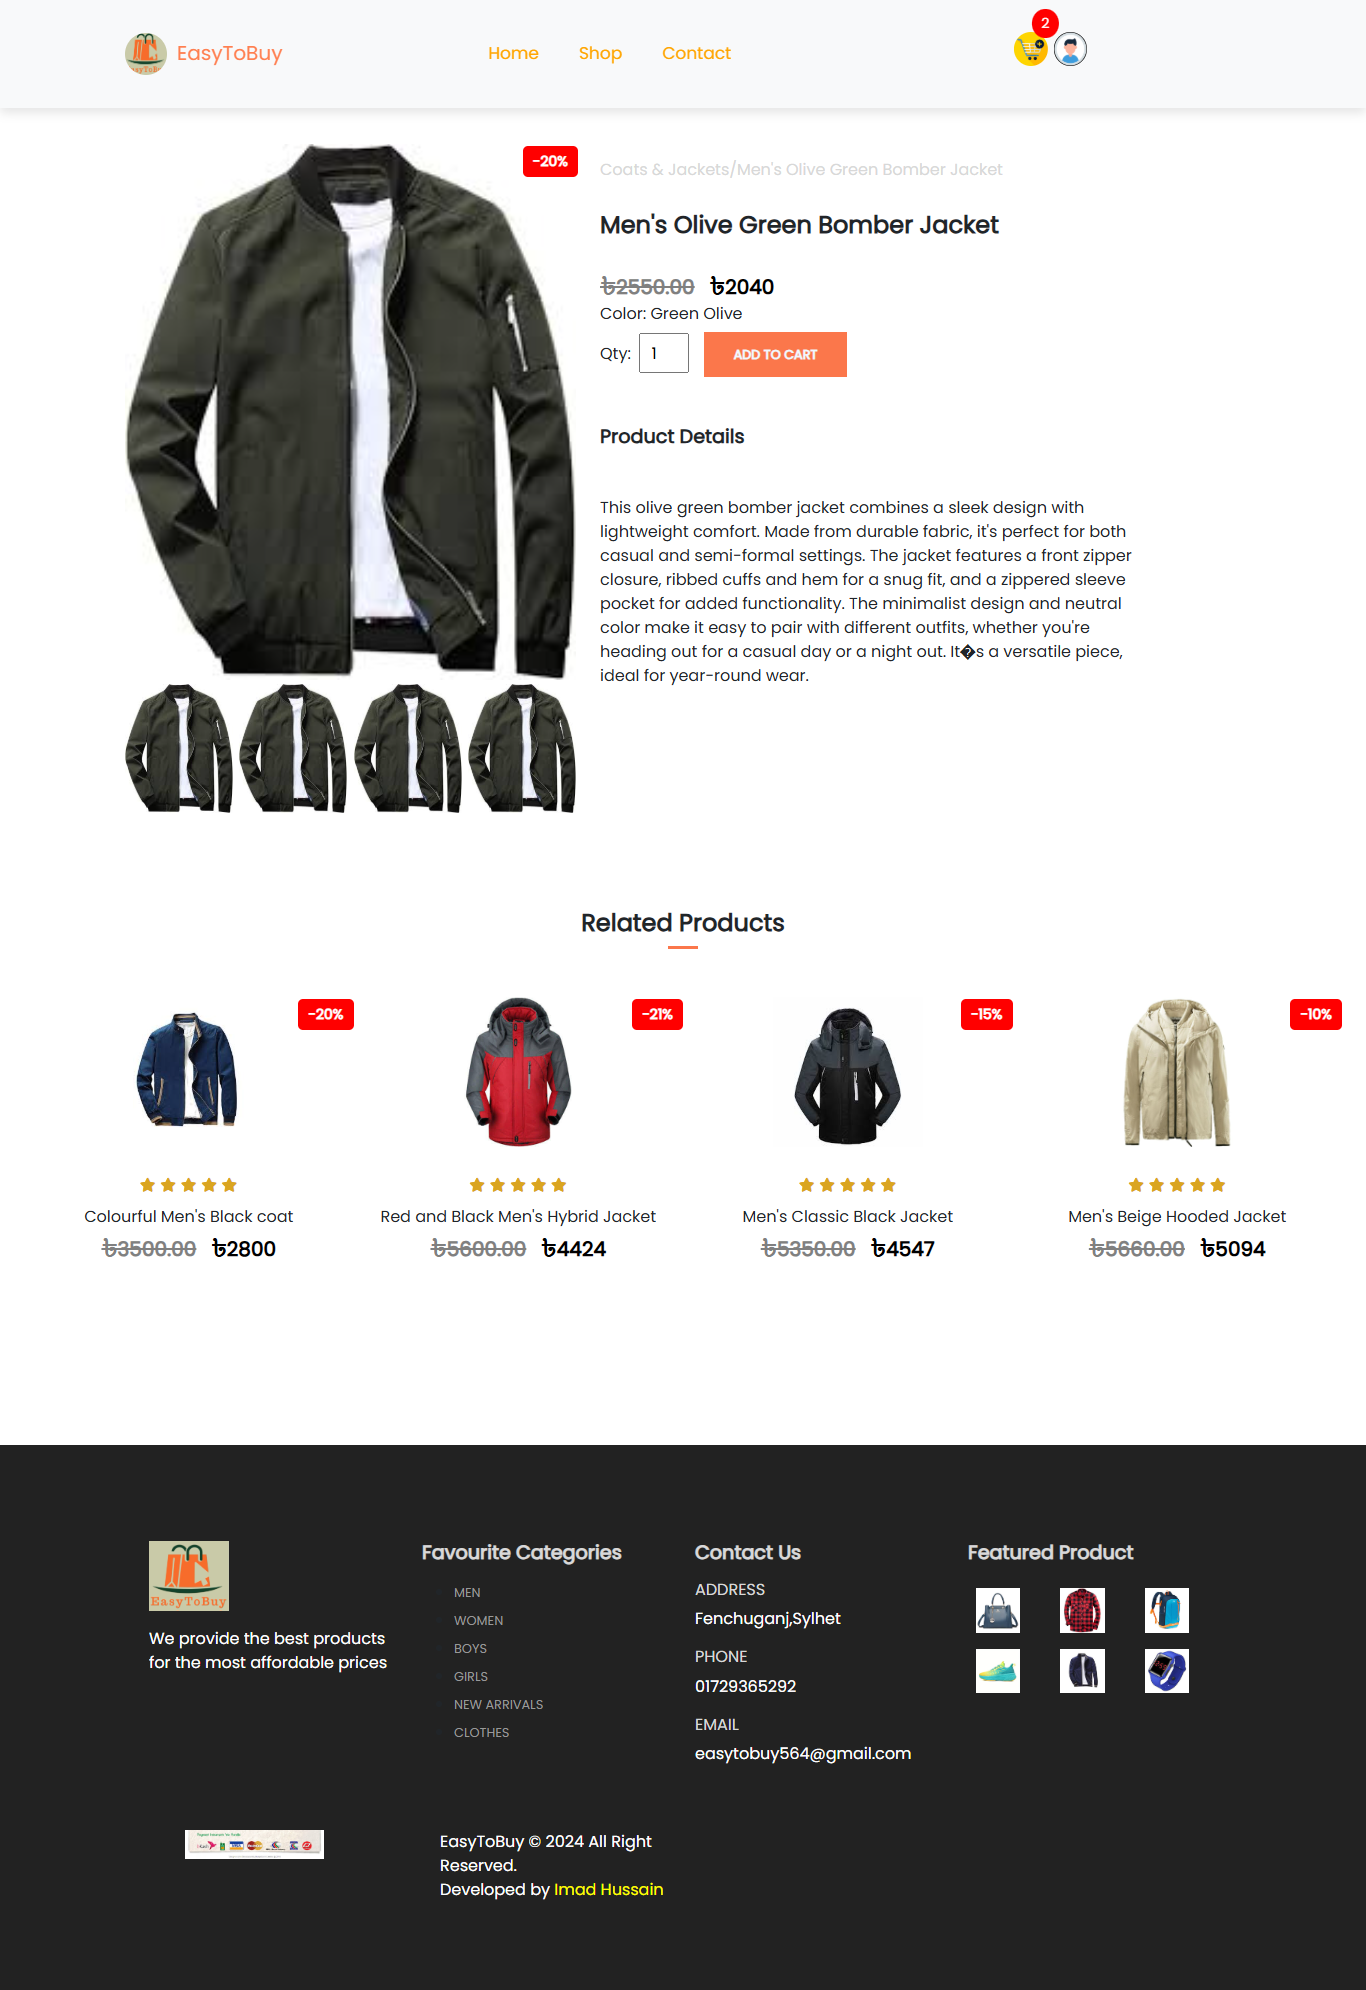 2
EasyToBuy
Home Shop Contact
-20%
Coats & Jackets/Men's Olive Green Bomber Jacket
Men's Olive Green Bomber Jacket
৳2550.00 ৳2040
Color: Green Olive
Qty: 1 ADD TO CART
Product Details
This olive green bomber jacket combines a sleek design with
lightweight comfort. Made from durable fabric, it's perfect for both
casual and semi-formal settings. The jacket features a front zipper
closure, ribbed cuffs and hem for a snug fit, and a zippered sleeve
pocket for added functionality. The minimalist design and neutral
color make it easy to pair with different outfits, whether you're
heading out for a casual day or a night out. It�s a versatile piece,
ideal for year-round wear.
Related Products
-20% -21% -15% -10%
Colourful Men's Black coat
৳3500.00 ৳2800
Red and Black Men's Hybrid Jacket
৳5600.00 ৳4424
Men's Classic Black Jacket
৳5350.00 ৳4547
Men's Beige Hooded Jacket
৳5660.00 ৳5094
EasyToBuy
We provide the best products
for the most affordable prices
Favourite Categories
MEN
WOMEN
BOYS
GIRLS
NEW ARRIVALS
CLOTHES
Contact Us
ADDRESS
Fenchuganj,Sylhet
PHONE
01729365292
EMAIL
easytobuy564@gmail.com
Featured Product
VISA
EasyToBuy © 2024 All Right
Reserved.
Developed by Imad Hussain